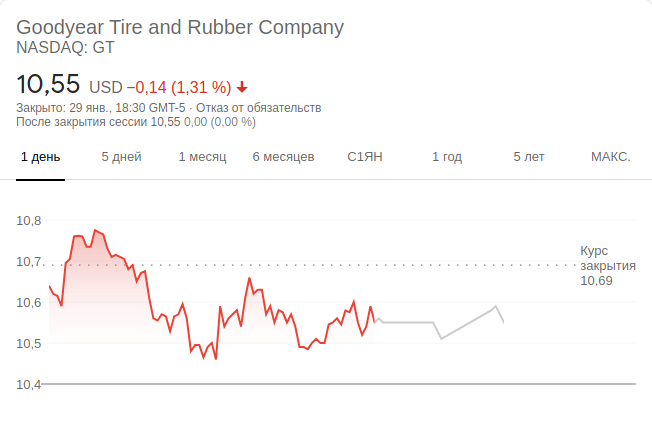 Goodyear Tire and Rubber Company
NASDAQ: GT
10,55 USD −0,14 (1,31 %)
Закрыто: 29 янв., 18:30 GMT-5 · Отказ от обязательств
После закрытия сессии 10,55 0,00 (0,00 %)
1 день 5 дней 1 месяц 6 месяцев С1ЯН 1 год 5 лет МАКС.
10,8
10,7
10,6
10,5
10,4
Курс
закрытия
10,69